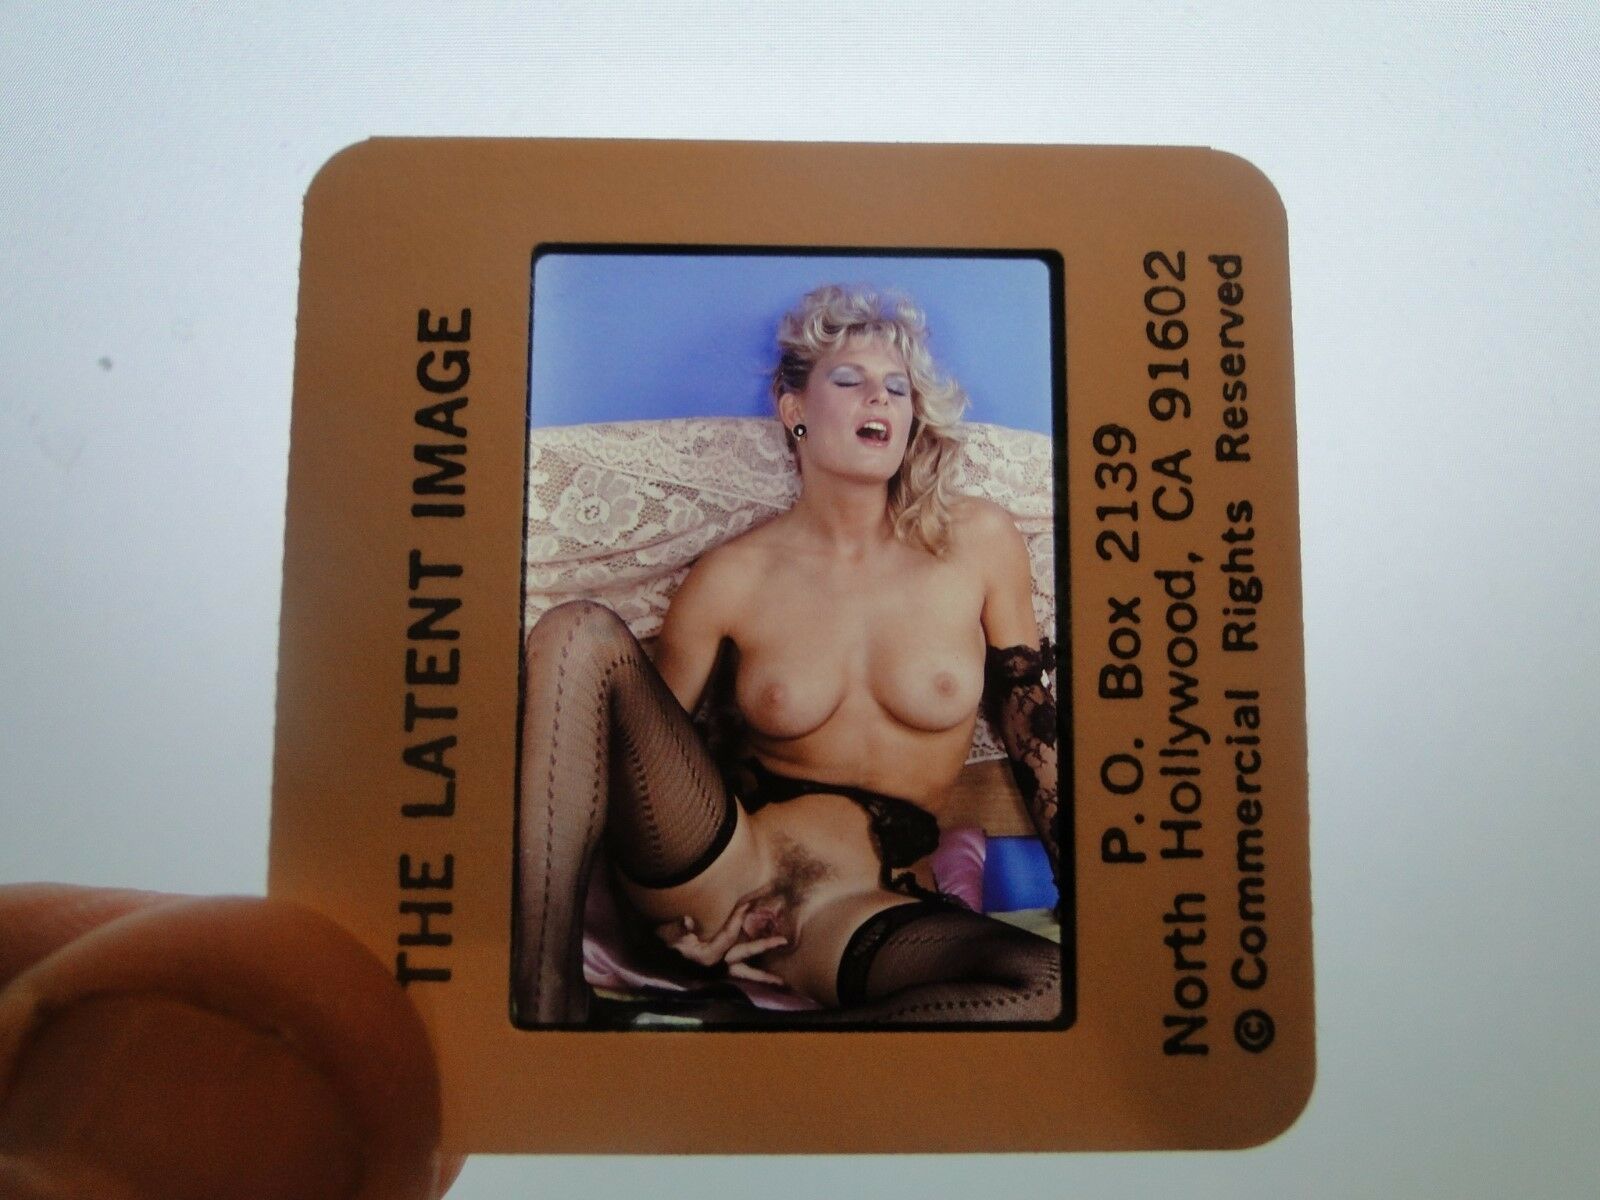 THE LATENT IMAGE
P. O. Box 2139
North Hollywood, CA 91602
© Commercial Rights Reserved